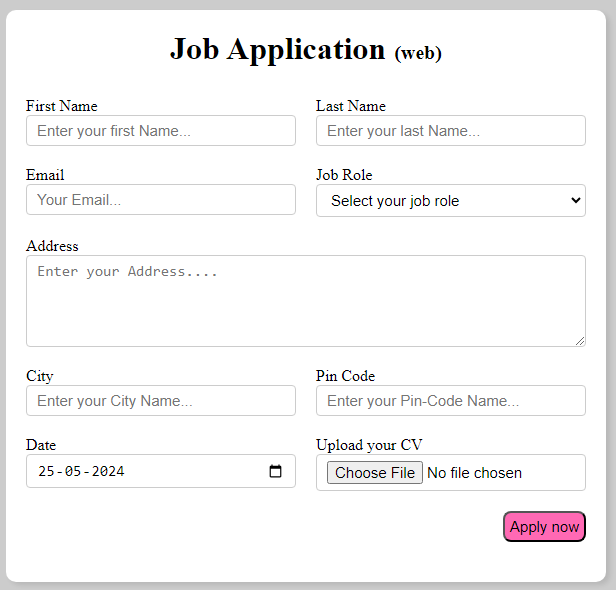 Job Application (web)
First Name Last Name
Enter your first Name... Enter your last Name...
Email Job Role
Your Email... Select your job role
Address
Enter your Address....
City Pin Code
Enter your City Name... Enter your Pin-Code Name...
Date Upload your CV
25-05-2024 Choose File No file chosen
Apply now